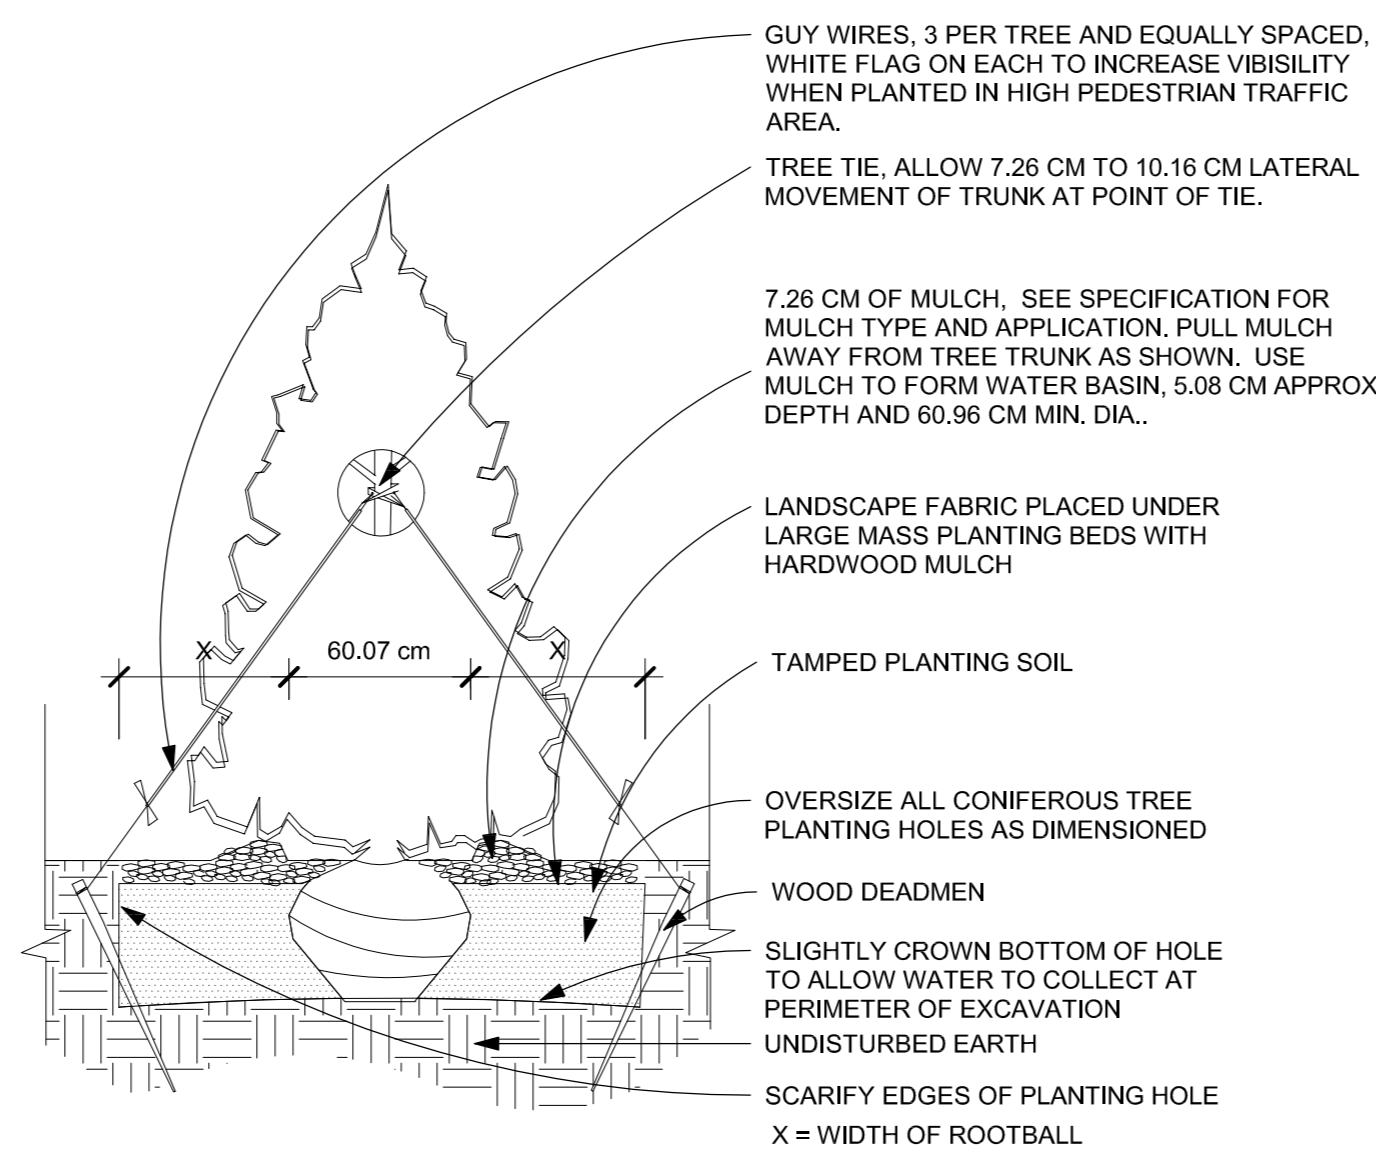 GUY WIRES, 3 PER TREE AND EQUALLY SPACED,
WHITE FLAG ON EACH TO INCREASE VIBISILITY
WHEN PLANTED IN HIGH PEDESTRIAN TRAFFIC
AREA.
TREE TIE, ALLOW 7.26 CM TO 10.16 CM LATERAL
MOVEMENT OF TRUNK AT POINT OF TIE.
7.26 CM OF MULCH, SEE SPECIFICATION FOR
MULCH TYPE AND APPLICATION. PULL MULCH
AWAY FROM TREE TRUNK AS SHOWN. USE
MULCH TO FORM WATER BASIN, 5.08 CM APPROX
DEPTH AND 60.96 CM MIN. DIA..
LANDSCAPE FABRIC PLACED UNDER
LARGE MASS PLANTING BEDS WITH
HARDWOOD MULCH
X 60.07 cm X
TAMPED PLANTING SOIL
OVERSIZE ALL CONIFEROUS TREE
PLANTING HOLES AS DIMENSIONED
WOOD DEADMEN
SLIGHTLY CROWN BOTTOM OF HOLE
TO ALLOW WATER TO COLLECT AT
PERIMETER OF EXCAVATION
UNDISTURBED EARTH
SCARIFY EDGES OF PLANTING HOLE
X = WIDTH OF ROOTBALL